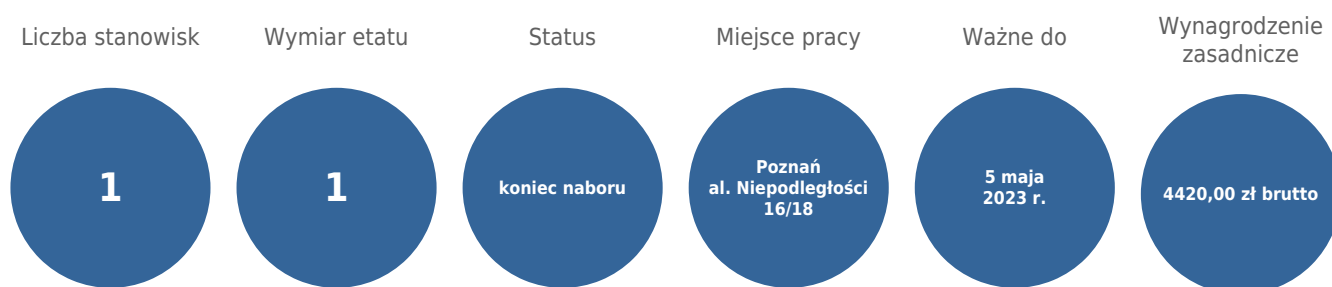 Liczba stanowisk
1
Wymiar etatu
1
Status
koniec naboru
Miejsce pracy
Poznań
al. Niepodległości
16/18
Ważne do
5 maja
2023 r.
Wynagrodzenie
zasadnicze
4420,00 zł brutto